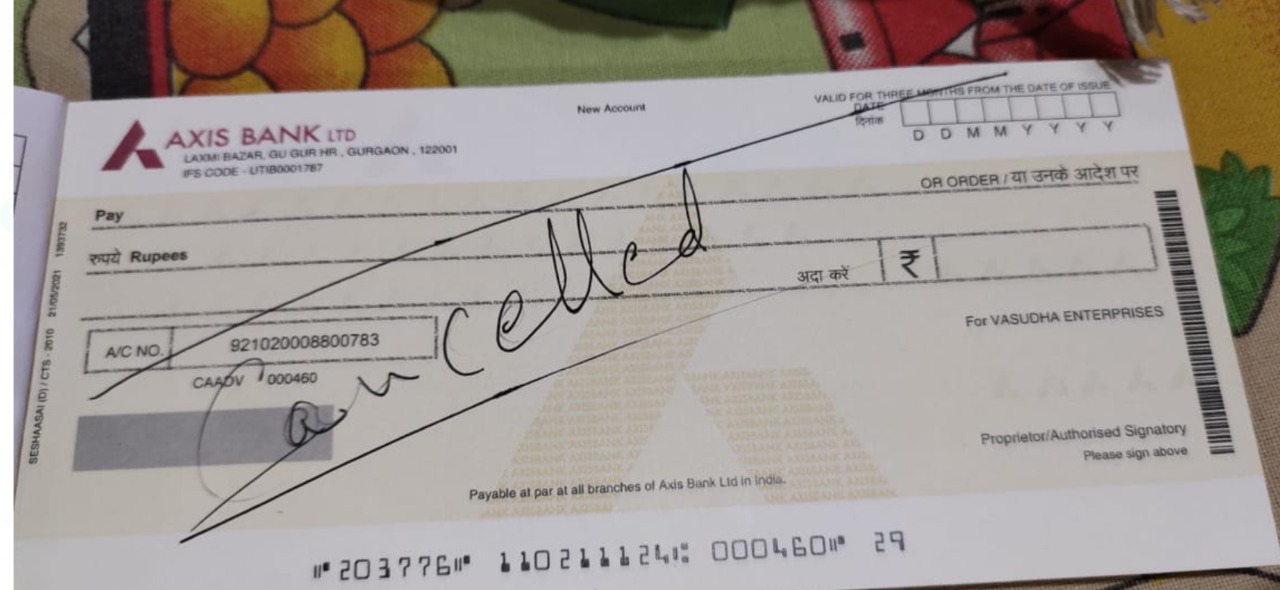 New Account
VALID FOR THREE MONTHS FROM THE DATE OF ISSUE
DATE
दिनांक
D D M M Y Y Y Y
AXIS BANK LTD
LAXMI BAZAR, GU GUR HR , GURGAON , 122001
IFS CODE - UTIB0001767
Pay
OR ORDER / या उनके आदेश पर
रुपये Rupees
अदा करें ₹
A/C NO. 921020008800783
CAADV 000460
Cancelled
For VASUDHA ENTERPRISES
Proprietor/Authorised Signatory
Please sign above
Payable at par at all branches of Axis Bank Ltd in India.
SESHAASAI (D) / CTS - 2010 21/05/2021 1393732
⑈203776⑈ 110211124⑆ 000460⑈ 29